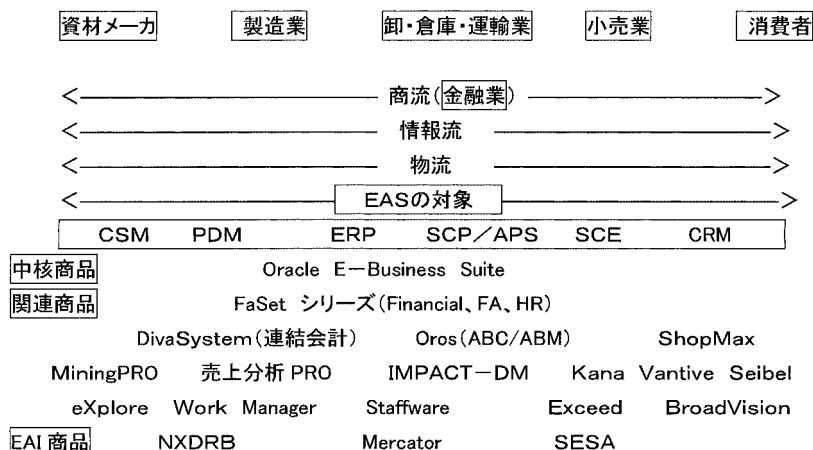 資材メーカ 製造業 卸・倉庫・運輸業 小売業 消費者
商流(金融業)
情報流
物流
EASの対象
CSM PDM ERP SCP/APS SCE CRM
中核商品 Oracle E-Business Suite
関連商品 FaSet シリーズ(Financial、FA、HR)
DivaSystem(連結会計) Oros(ABC/ABM) ShopMax
MiningPRO 売上分析 PRO IMPACT-DM Kana Vantive Seibel
eXplore Work Manager Staffware Exceed BroadVision
EAI 商品 NXDRB Mercator SESA